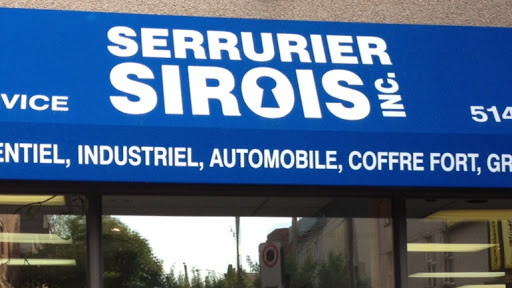 SERRURIER
SIROIS INC.
VICE 514
ENTIEL, INDUSTRIEL, AUTOMOBILE, COFFRE FORT, GR